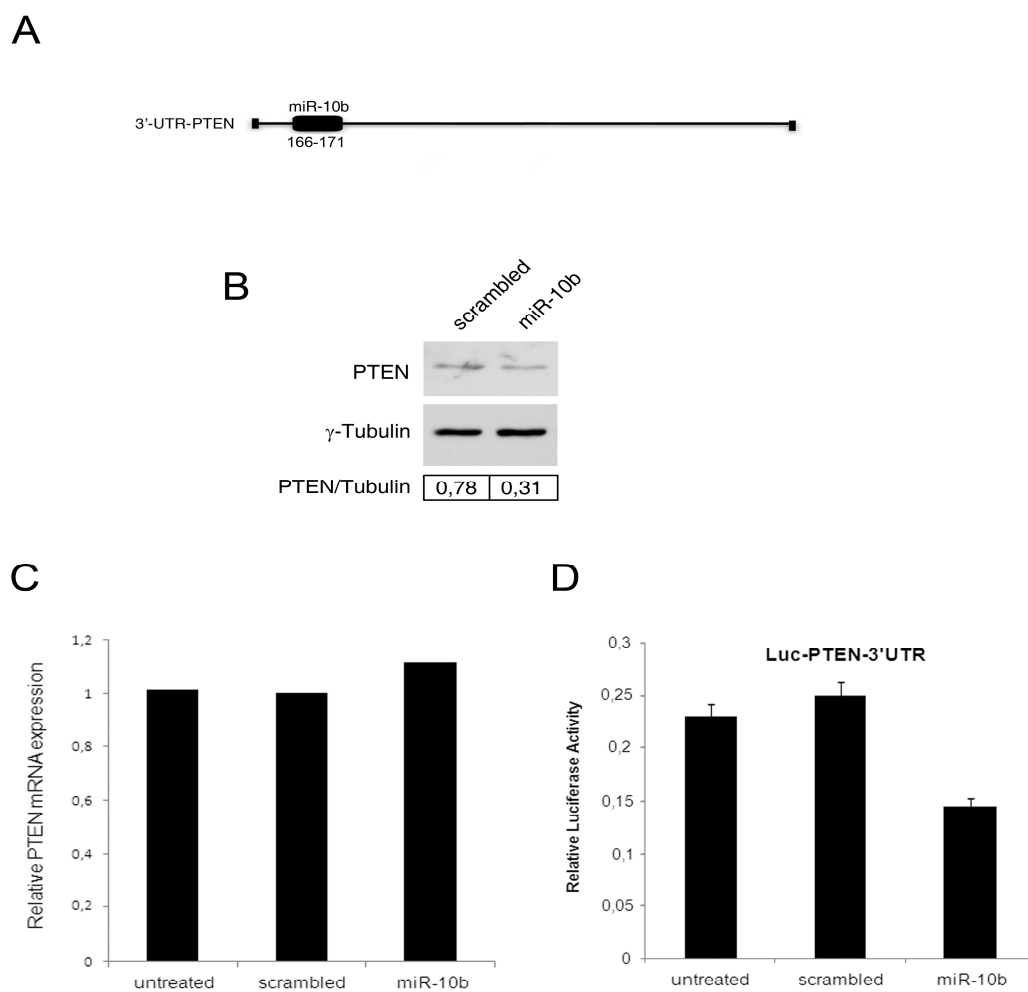 A
miR-10b
3'-UTR-PTEN
166-171
B
scrambled
miR-10b
PTEN
γ-Tubulin
PTEN/Tubulin 0,78 0,31
C
Relative PTEN mRNA expression
1,2
1
0,8
0,6
0,4
0,2
0
untreated scrambled miR-10b
D
Luc-PTEN-3'UTR
Relative Luciferase Activity
0,3
0,25
0,2
0,15
0,1
0,05
0
untreated scrambled miR-10b